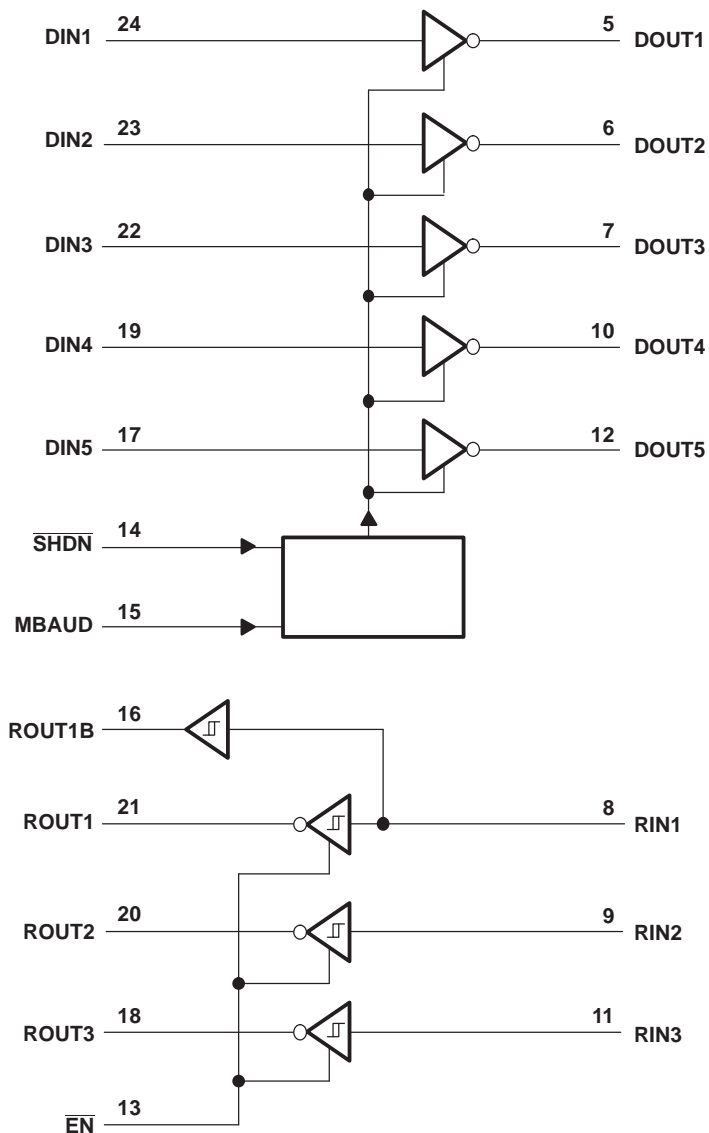 DIN1 24 5 DOUT1
DIN2 23 6 DOUT2
DIN3 22 7 DOUT3
DIN4 19 10 DOUT4
DIN5 17 12 DOUT5
S̅H̅D̅N̅ 14
MBAUD 15
ROUT1B 16
ROUT1 21 8 RIN1
ROUT2 20 9 RIN2
ROUT3 18 11 RIN3
E̅N̅ 13